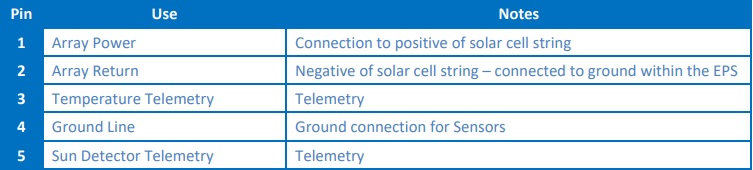 Pin Use Notes
1 Array Power Connection to positive of solar cell string
2 Array Return Negative of solar cell string – connected to ground within the EPS
3 Temperature Telemetry Telemetry
4 Ground Line Ground connection for Sensors
5 Sun Detector Telemetry Telemetry